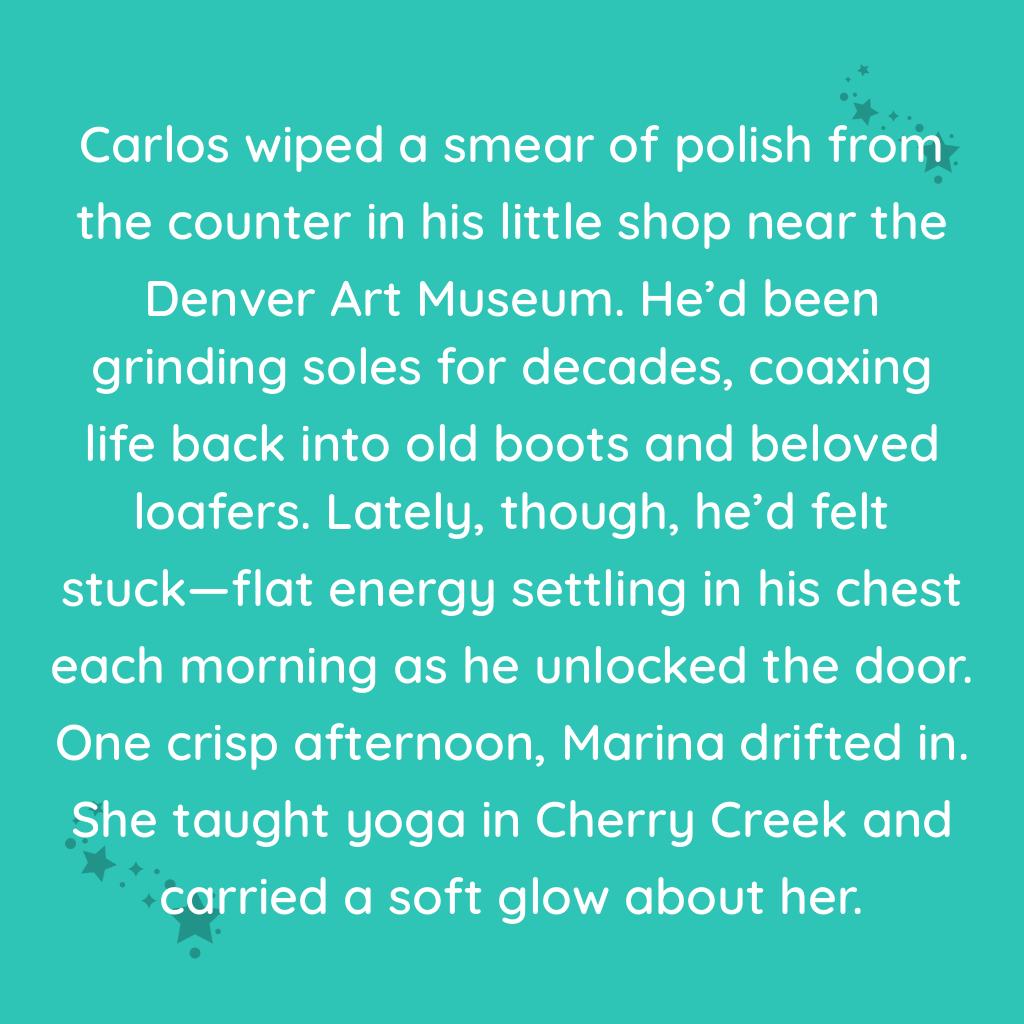 Carlos wiped a smear of polish from
the counter in his little shop near the
Denver Art Museum. He’d been
grinding soles for decades, coaxing
life back into old boots and beloved
loafers. Lately, though, he’d felt
stuck—flat energy settling in his chest
each morning as he unlocked the door.
One crisp afternoon, Marina drifted in.
She taught yoga in Cherry Creek and
carried a soft glow about her.